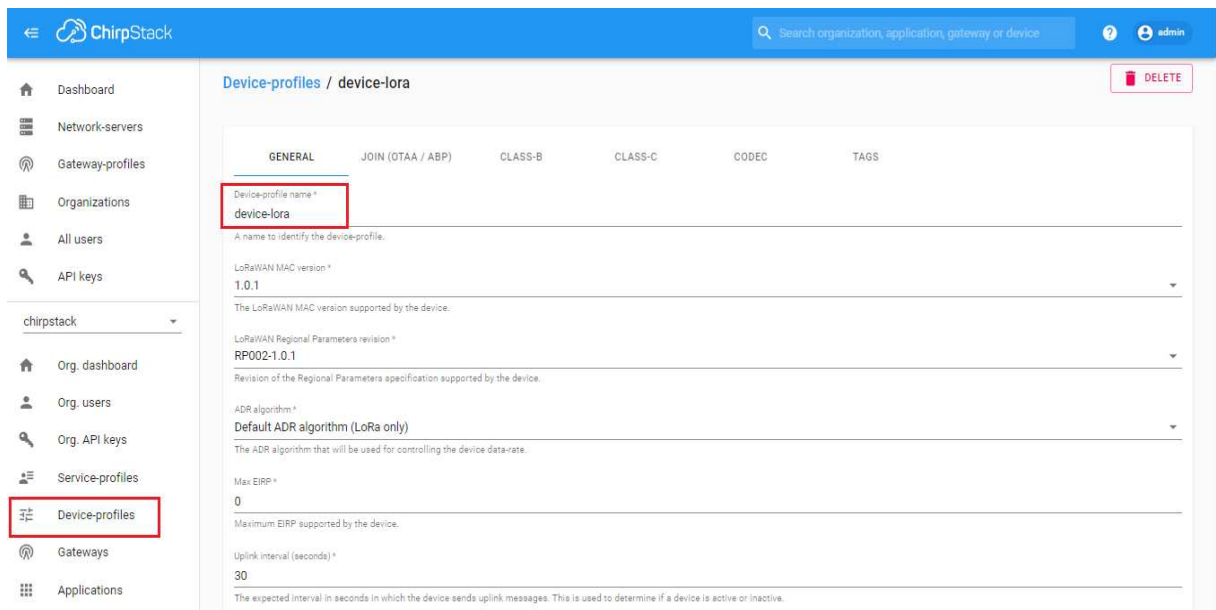 ChirpStack
Search organization, application, gateway or device
?
admin
Dashboard
Network-servers
Gateway-profiles
Organizations
All users
API keys
chirpstack
Org. dashboard
Org. users
Org. API keys
Service-profiles
Device-profiles
Gateways
Applications
Device-profiles / device-lora
DELETE
GENERAL JOIN (OTAA / ABP) CLASS-B CLASS-C CODEC TAGS
Device-profile name *
device-lora
A name to identify the device-profile.
LoRaWAN MAC version *
1.0.1
The LoRaWAN MAC version supported by the device.
LoRaWAN Regional Parameters revision *
RP002-1.0.1
Revision of the Regional Parameters specification supported by the device.
ADR algorithm *
Default ADR algorithm (LoRa only)
The ADR algorithm that will be used for controlling the device data-rate.
Max EIRP *
0
Maximum EIRP supported by the device.
Uplink interval (seconds) *
30
The expected interval in seconds in which the device sends uplink messages. This is used to determine if a device is active or inactive.